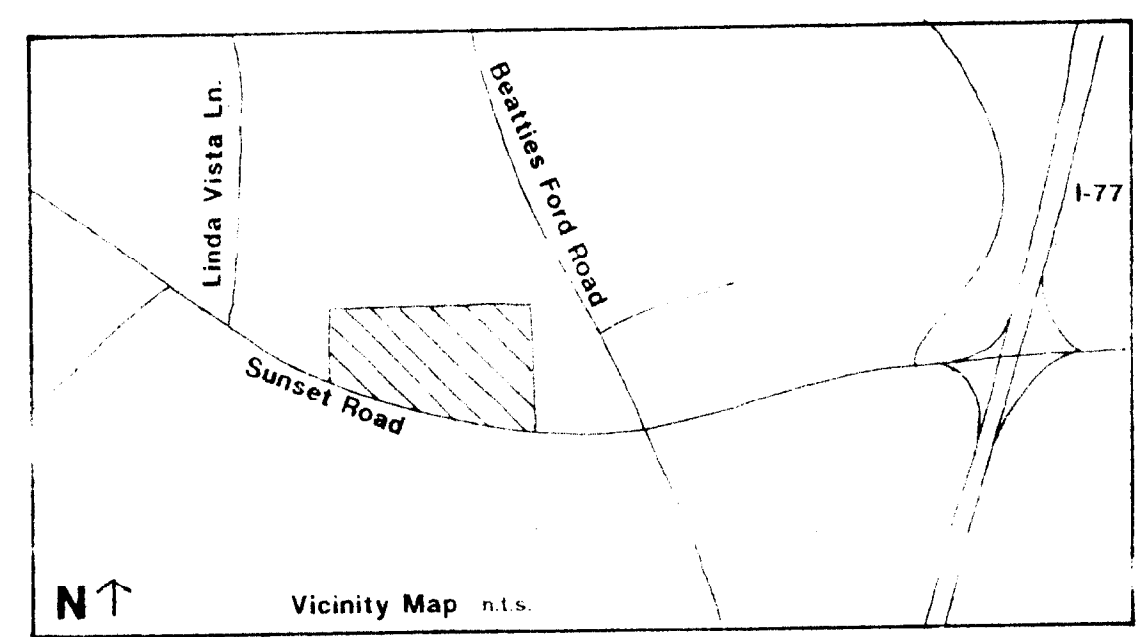 Linda Vista Ln.
Beatties Ford Road
I-77
Sunset Road
N
Vicinity Map n.t.s.